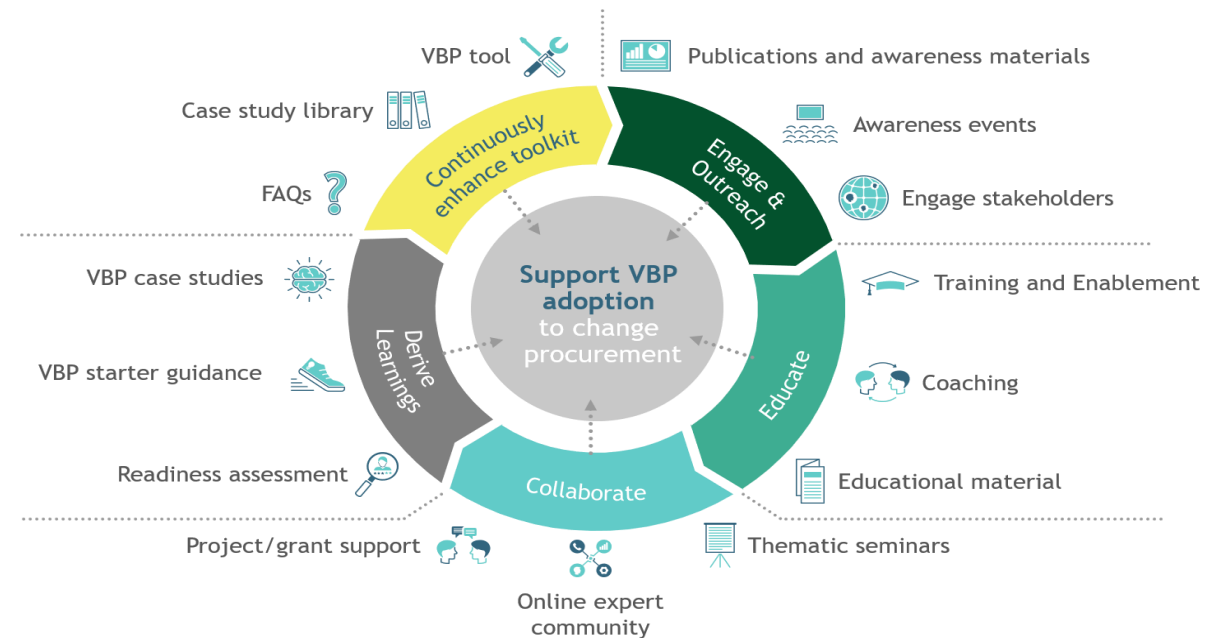 VBP tool
Publications and awareness materials
Case study library
Awareness events
FAQs
Engage stakeholders
Continuously
enhance toolkit
Engage &
Outreach
VBP case studies
Training and Enablement
VBP starter guidance
Coaching
Readiness assessment
Educational material
Derive
Learnings
Educate
Collaborate
Support VBP
adoption
to change
procurement
Project/grant support
Thematic seminars
Online expert
community